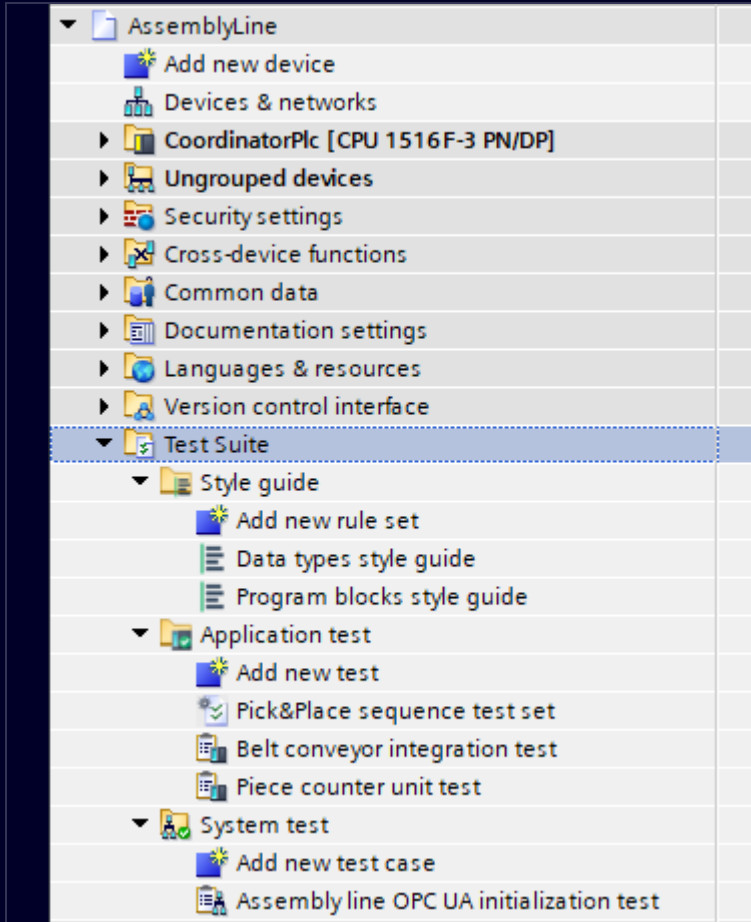 AssemblyLine
Add new device
Devices & networks
CoordinatorPlc [CPU 1516F-3 PN/DP]
Ungrouped devices
Security settings
Cross-device functions
Common data
Documentation settings
Languages & resources
Version control interface
Test Suite
Style guide
Add new rule set
Data types style guide
Program blocks style guide
Application test
Add new test
Pick&Place sequence test set
Belt conveyor integration test
Piece counter unit test
System test
Add new test case
Assembly line OPC UA initialization test